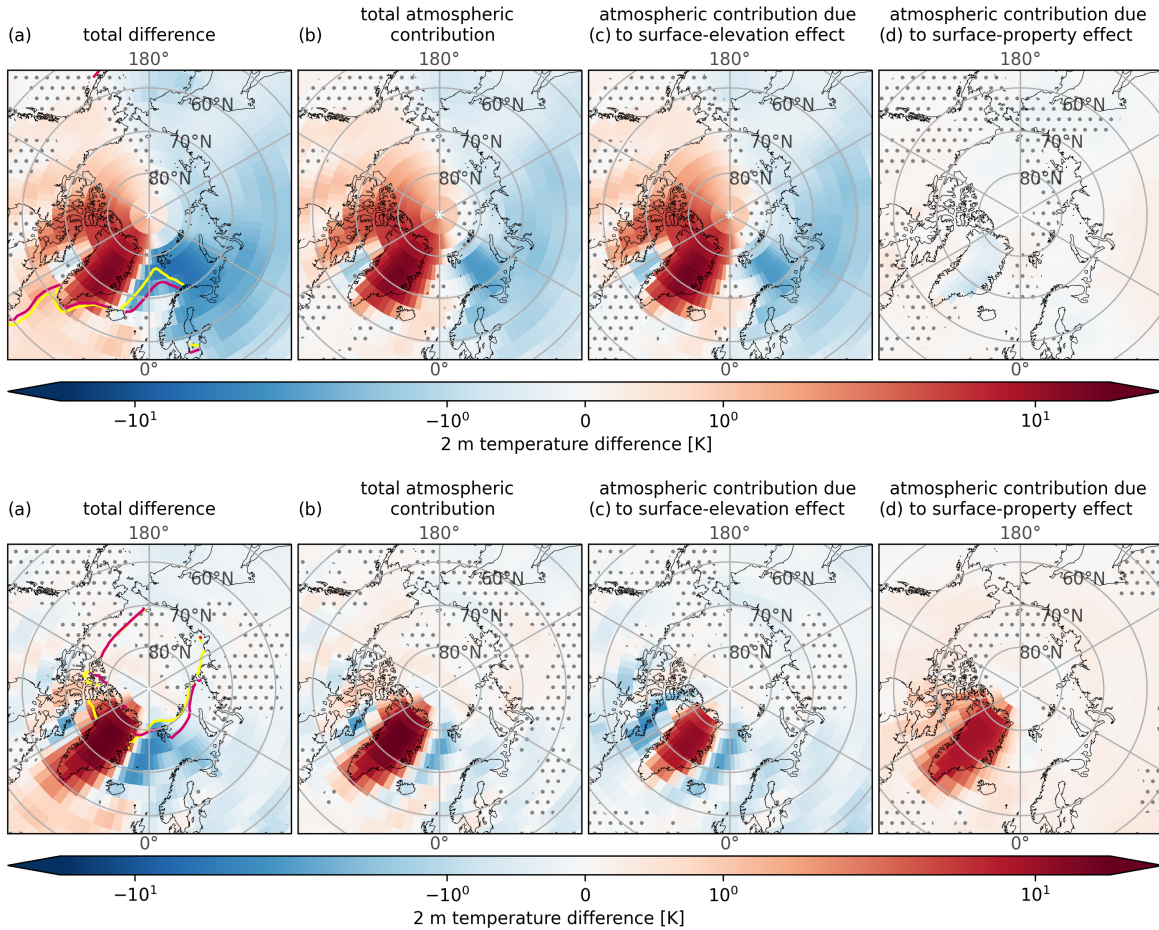 (a) total difference
(b) total atmospheric
contribution
(c) atmospheric contribution due
to surface-elevation effect
(d) atmospheric contribution due
to surface-property effect
180° 180° 180° 180°
60°N 60°N 60°N 60°N
70°N 70°N 70°N 70°N
80°N 80°N 80°N 80°N
0° 0° 0° 0°
−10¹ −10⁰ 0 10⁰ 10¹
2 m temperature difference [K]
(a) total difference
(b) total atmospheric
contribution
(c) atmospheric contribution due
to surface-elevation effect
(d) atmospheric contribution due
to surface-property effect
180° 180° 180° 180°
60°N 60°N 60°N 60°N
70°N 70°N 70°N 70°N
80°N 80°N 80°N 80°N
0° 0° 0° 0°
−10¹ −10⁰ 0 10⁰ 10¹
2 m temperature difference [K]